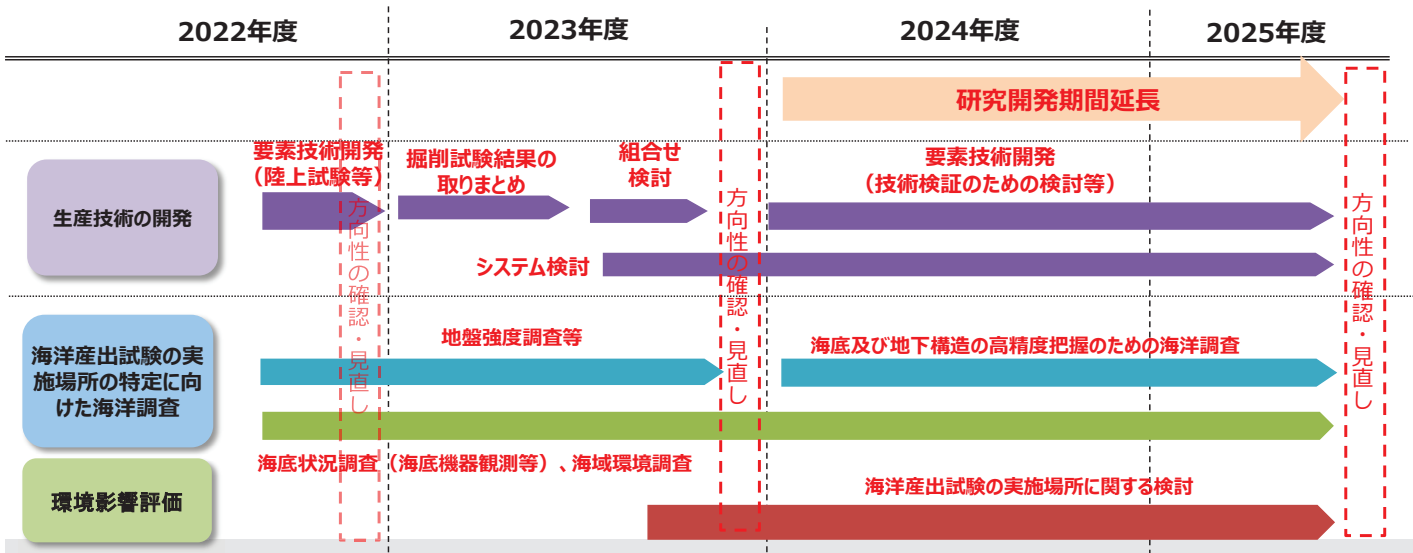 2022年度
2023年度
2024年度
2025年度
研究開発期間延長
生産技術の開発
要素技術開発
（陸上試験等）
掘削試験結果の
取りまとめ
組合せ
検討
要素技術開発
（技術検証のための検討等）
システム検討
方向性の確認・見直し
方向性の確認・見直し
方向性の確認・見直し
海洋産出試験の実
施場所の特定に向
けた海洋調査
地盤強度調査等
海底及び地下構造の高精度把握のための海洋調査
海底状況調査（海底機器観測等）、海域環境調査
環境影響評価
海洋産出試験の実施場所に関する検討